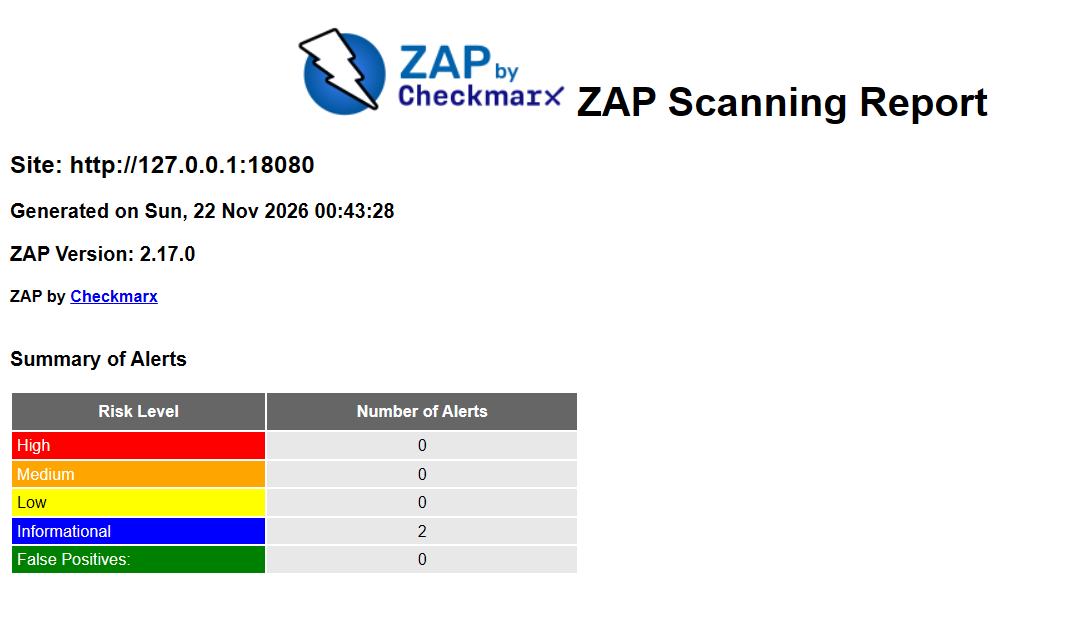 ZAP by
Checkmarx ZAP Scanning Report
Site: http://127.0.0.1:18080
Generated on Sun, 22 Nov 2026 00:43:28
ZAP Version: 2.17.0
ZAP by Checkmarx
Summary of Alerts
Risk Level Number of Alerts
High 0
Medium 0
Low 0
Informational 2
False Positives: 0